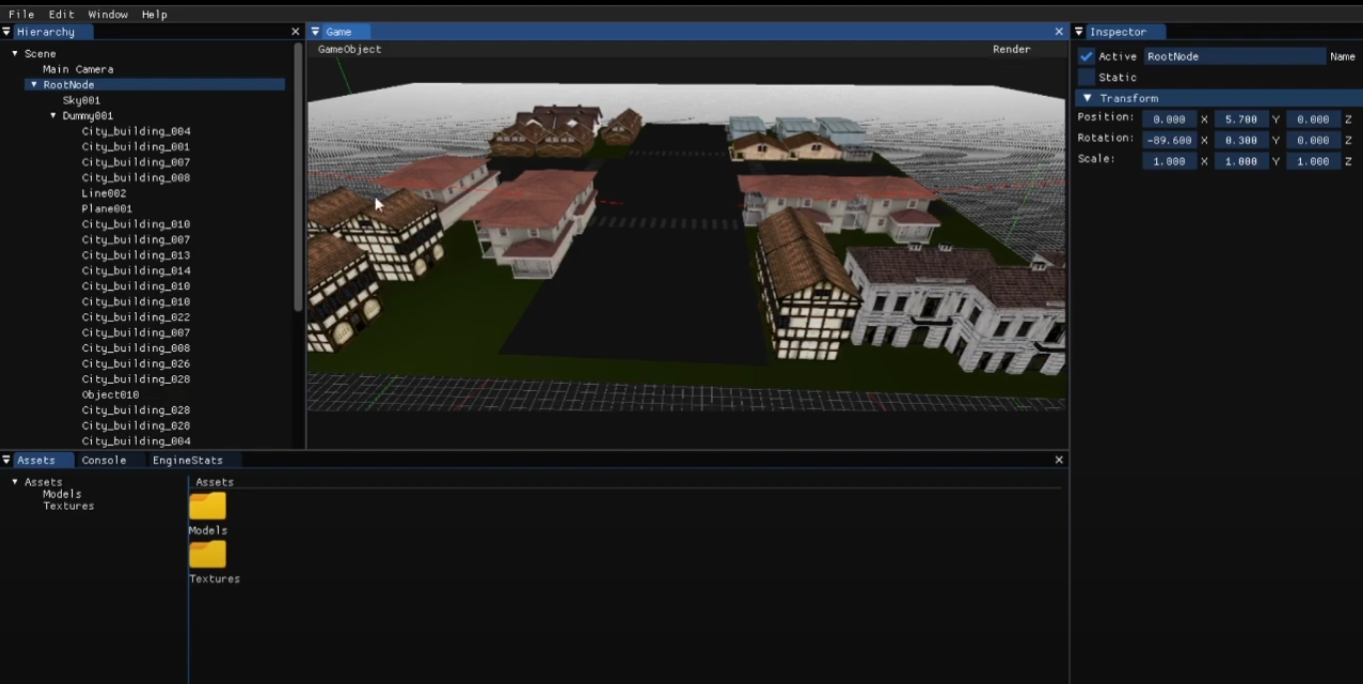 File Edit Window Help
Hierarchy
Scene
Main Camera
RootNode
Sky001
Dummy001
City_building_004
City_building_001
City_building_007
City_building_008
Line002
Plane001
City_building_010
City_building_007
City_building_013
City_building_014
City_building_010
City_building_010
City_building_022
City_building_007
City_building_008
City_building_026
City_building_028
Object010
City_building_028
City_building_028
City_building_004
Game
GameObject Render
Inspector
Active RootNode Name
Static
Transform
Position: 0.000 X 5.700 Y 0.000 Z
Rotation: -89.600 X 0.300 Y 0.000 Z
Scale: 1.000 X 1.000 Y 1.000 Z
Assets Console EngineStats
Assets
Models
Textures
Assets
Models
Textures